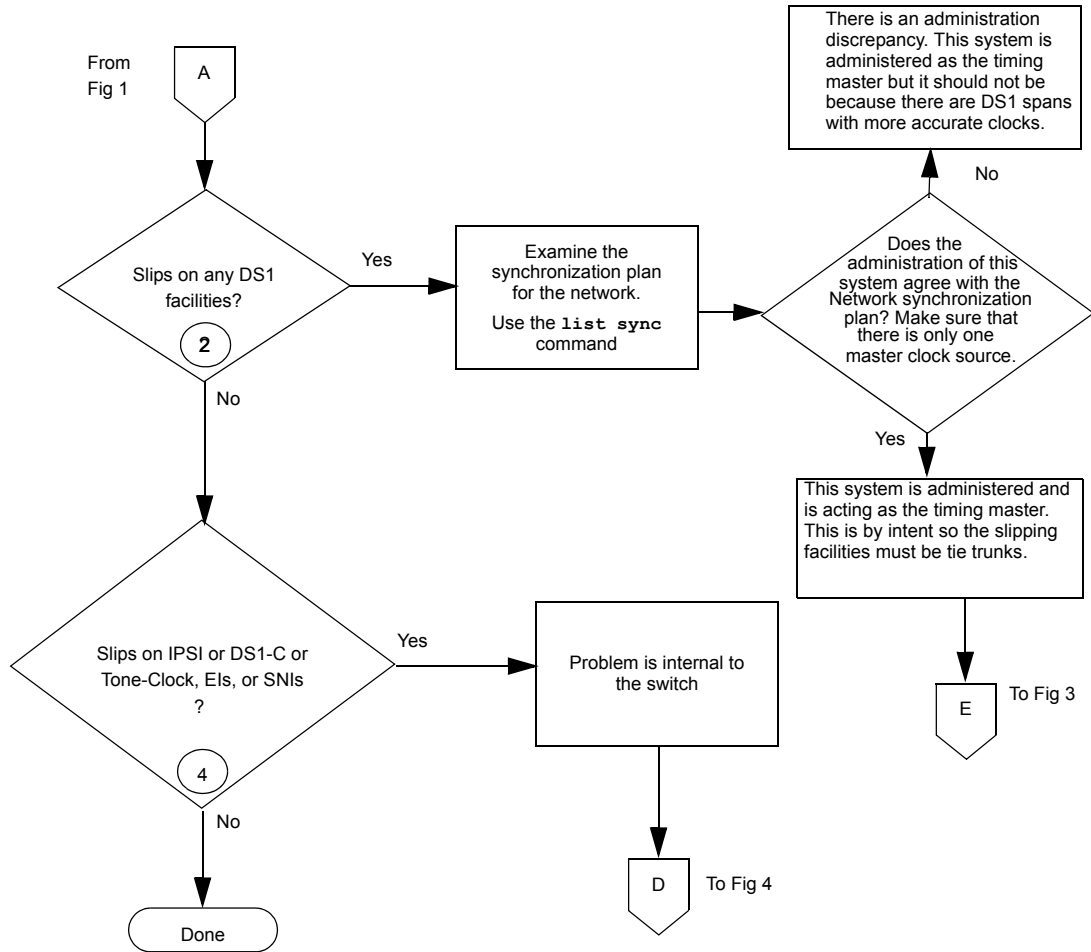 From
Fig 1
A
Slips on any DS1
facilities?
2
Yes
No
Examine the
synchronization plan
for the network.
Use the list sync
command
There is an administration
discrepancy. This system is
administered as the timing
master but it should not be
because there are DS1 spans
with more accurate clocks.
No
Does the
administration of this
system agree with the
Network synchronization
plan? Make sure that
there is only one
master clock source.
Yes
This system is administered and
is acting as the timing master.
This is by intent so the slipping
facilities must be tie trunks.
E
To Fig 3
Slips on IPSI or DS1-C or
Tone-Clock, EIs, or SNIs
?
4
Yes
No
Problem is internal to
the switch
D
To Fig 4
Done